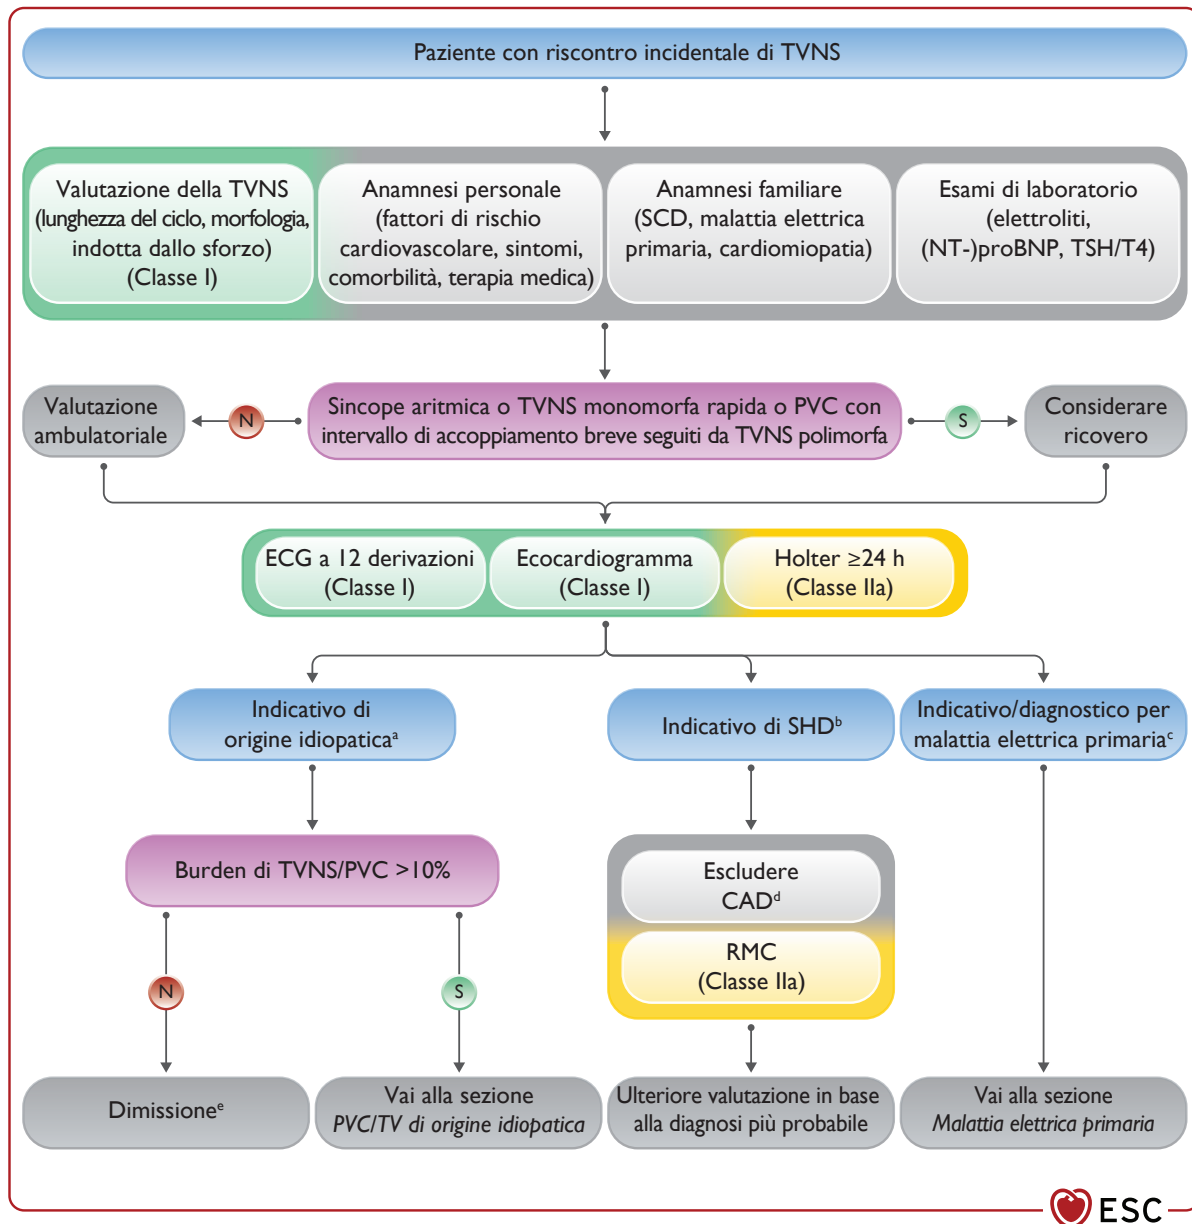 Paziente con riscontro incidentale di TVNS
Valutazione della TVNS
(lunghezza del ciclo, morfologia,
indotta dallo sforzo)
(Classe I)
Anamnesi personale
(fattori di rischio
cardiovascolare, sintomi,
comorbilità, terapia medica)
Anamnesi familiare
(SCD, malattia elettrica
primaria, cardiomiopatia)
Esami di laboratorio
(elettroliti,
(NT-)proBNP, TSH/T4)
Valutazione
ambulatoriale
N
Sincope aritmica o TVNS monomorfa rapida o PVC con
intervallo di accoppiamento breve seguiti da TVNS polimorfa
S
Considerare
ricovero
ECG a 12 derivazioni
(Classe I)
Ecocardiogramma
(Classe I)
Holter ≥24 h
(Classe IIa)
Indicativo di
origine idiopaticaᵃ
Indicativo di SHDᵇ
Indicativo/diagnostico per
malattia elettrica primariaᶜ
Burden di TVNS/PVC >10%
Escludere
CADᵈ
RMC
(Classe IIa)
N
S
Dimissioneᵉ
Vai alla sezione
PVC/TV di origine idiopatica
Ulteriore valutazione in base
alla diagnosi più probabile
Vai alla sezione
Malattia elettrica primaria
ESC